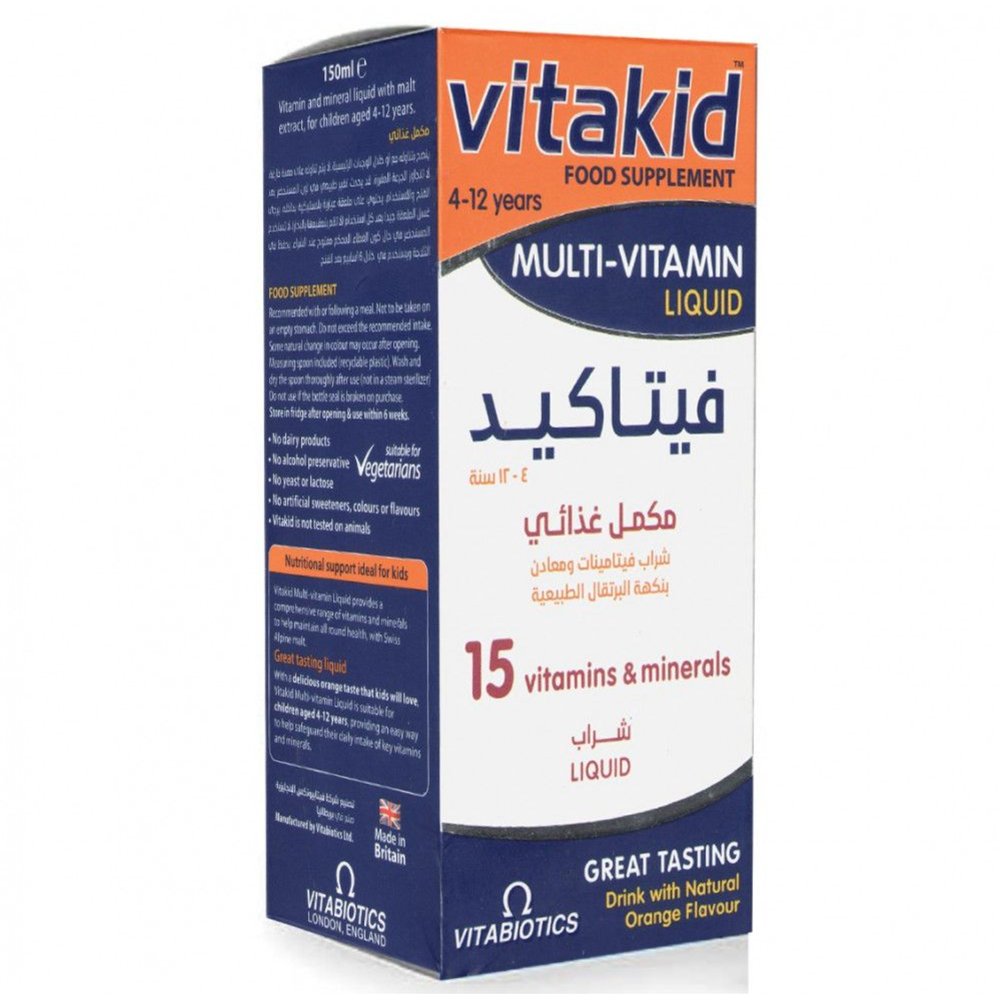 150ml ℮
Vitamin and mineral liquid with malt
extract, for children aged 4-12 years.
مكمل غذائي
FOOD SUPPLEMENT
Recommended with or following a meal. Not to be taken on
an empty stomach. Do not exceed the recommended intake.
Some natural change in colour may occur after opening.
Measuring spoon included (recyclable plastic). Wash and
dry the spoon thoroughly after use (not in a steam sterilizer)
Do not use if the bottle seal is broken on purchase.
Store in fridge after opening & use within 6 weeks.
• No dairy products
• No alcohol preservative
• No yeast or lactose
• No artificial sweeteners, colours or flavours
• Vitakid is not tested on animals
suitable for
Vegetarians
Nutritional support ideal for kids
Vitakid Multi-vitamin Liquid provides a
comprehensive range of vitamins and minerals
to help maintain all round health, with Swiss
Alpine malt.
Great tasting liquid
With a delicious orange taste that kids will love,
Vitakid Multi-vitamin Liquid is suitable for
children aged 4-12 years, providing an easy way
to help safeguard their daily intake of key vitamins
and minerals.
Manufactured by Vitabiotics Ltd.
Made in
Britain
VITABIOTICS
LONDON, ENGLAND
vitakid™
FOOD SUPPLEMENT
4-12 years
MULTI-VITAMIN
LIQUID
فيتاكيد
٤ - ١٢ سنة
مكمل غذائي
شراب فيتامينات ومعادن
بنكهة البرتقال الطبيعية
15 vitamins & minerals
شراب
LIQUID
GREAT TASTING
Drink with Natural
Orange Flavour
VITABIOTICS